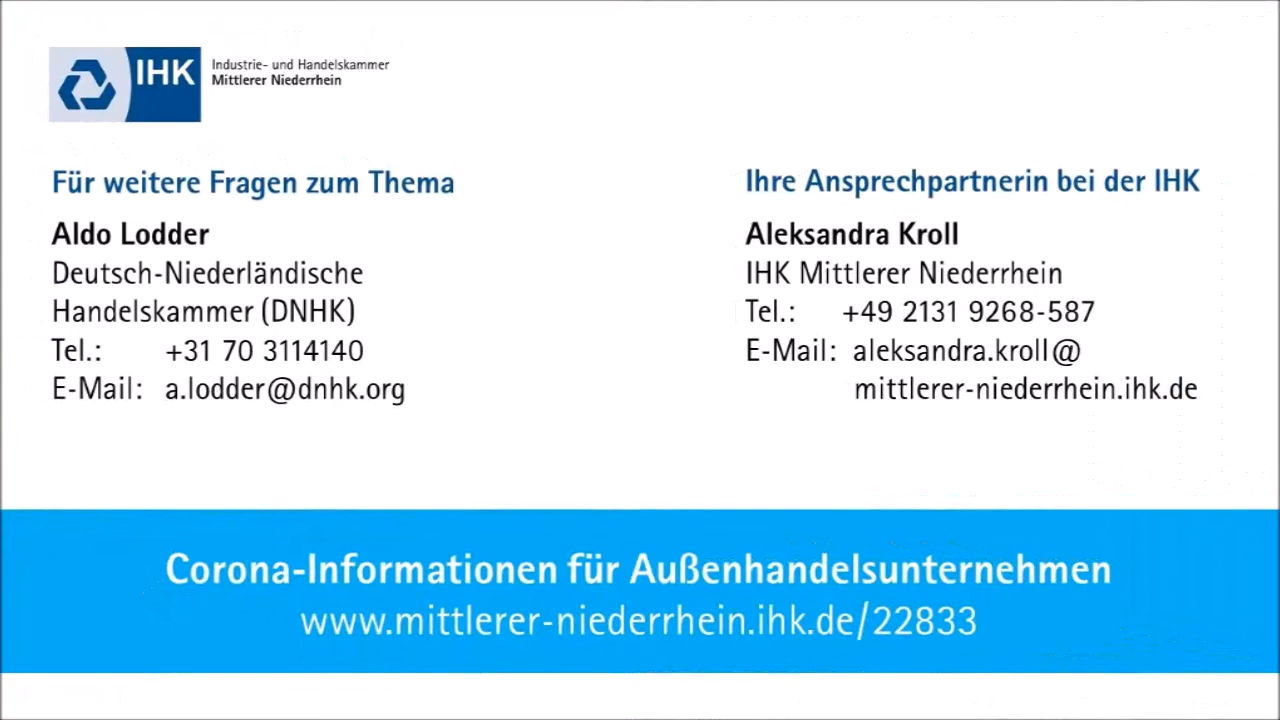 IHK
Industrie- und Handelskammer
Mittlerer Niederrhein
Für weitere Fragen zum Thema
Aldo Lodder
Deutsch-Niederländische
Handelskammer (DNHK)
Tel.: +31 70 3114140
E-Mail: a.lodder@dnhk.org
Ihre Ansprechpartnerin bei der IHK
Aleksandra Kroll
IHK Mittlerer Niederrhein
Tel.: +49 2131 9268-587
E-Mail: aleksandra.kroll@
mittlerer-niederrhein.ihk.de
Corona-Informationen für Außenhandelsunternehmen
www.mittlerer-niederrhein.ihk.de/22833